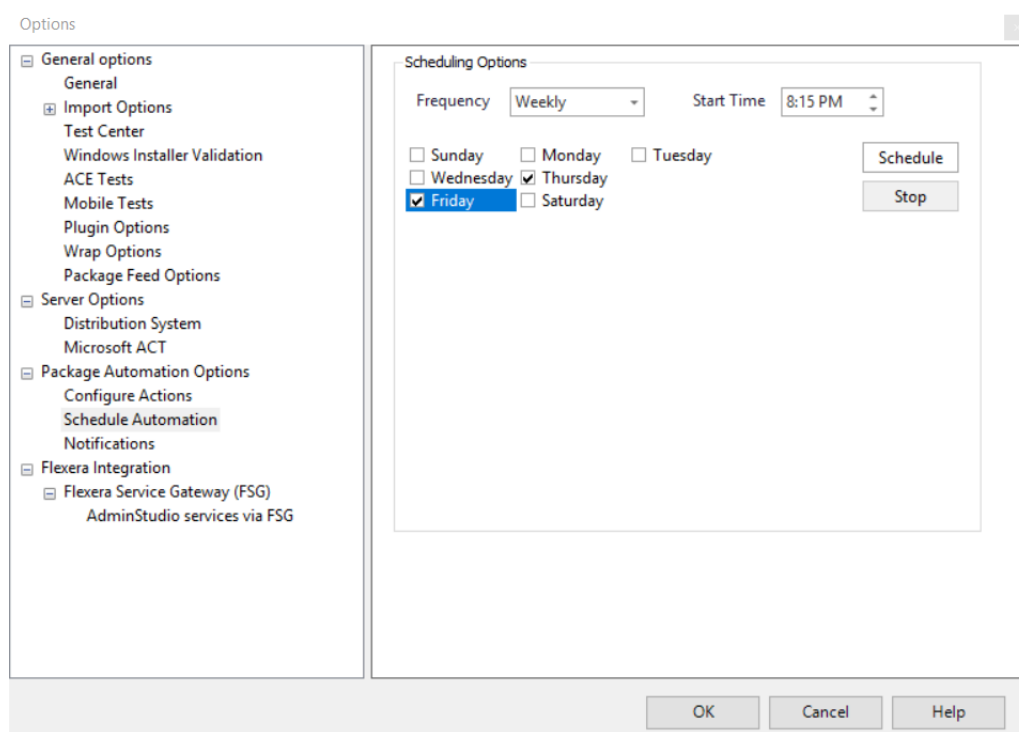 Options
General options
General
Import Options
Test Center
Windows Installer Validation
ACE Tests
Mobile Tests
Plugin Options
Wrap Options
Package Feed Options
Server Options
Distribution System
Microsoft ACT
Package Automation Options
Configure Actions
Schedule Automation
Notifications
Flexera Integration
Flexera Service Gateway (FSG)
AdminStudio services via FSG
Scheduling Options
Frequency Weekly Start Time 8:15 PM
Sunday Monday Tuesday Schedule
Wednesday Thursday
Friday Saturday Stop
OK Cancel Help